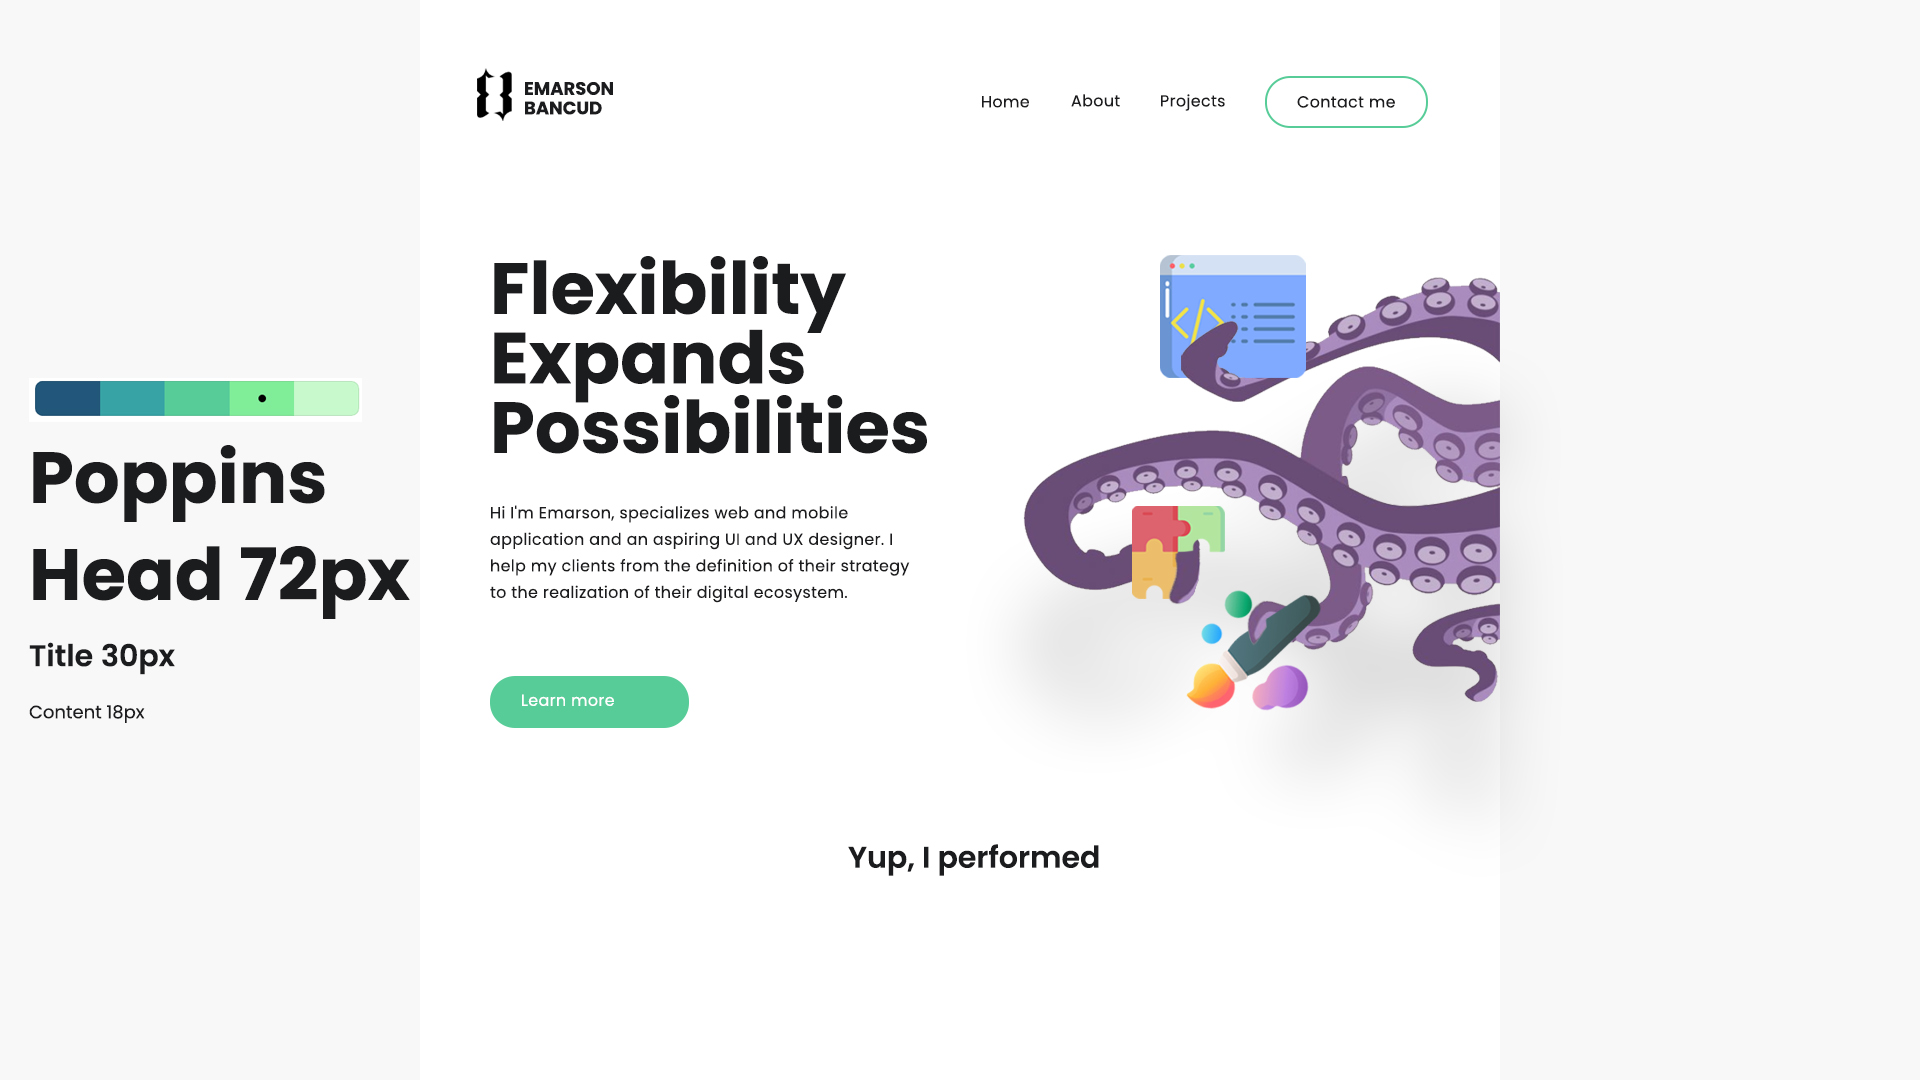 EMARSON
BANCUD
Home
About
Projects
Contact me
Flexibility
Expands
Possibilities
Hi I'm Emarson, specializes web and mobile
application and an aspiring UI and UX designer. I
help my clients from the definition of their strategy
to the realization of their digital ecosystem.
Learn more
Yup, I performed
Poppins
Head 72px
Title 30px
Content 18px